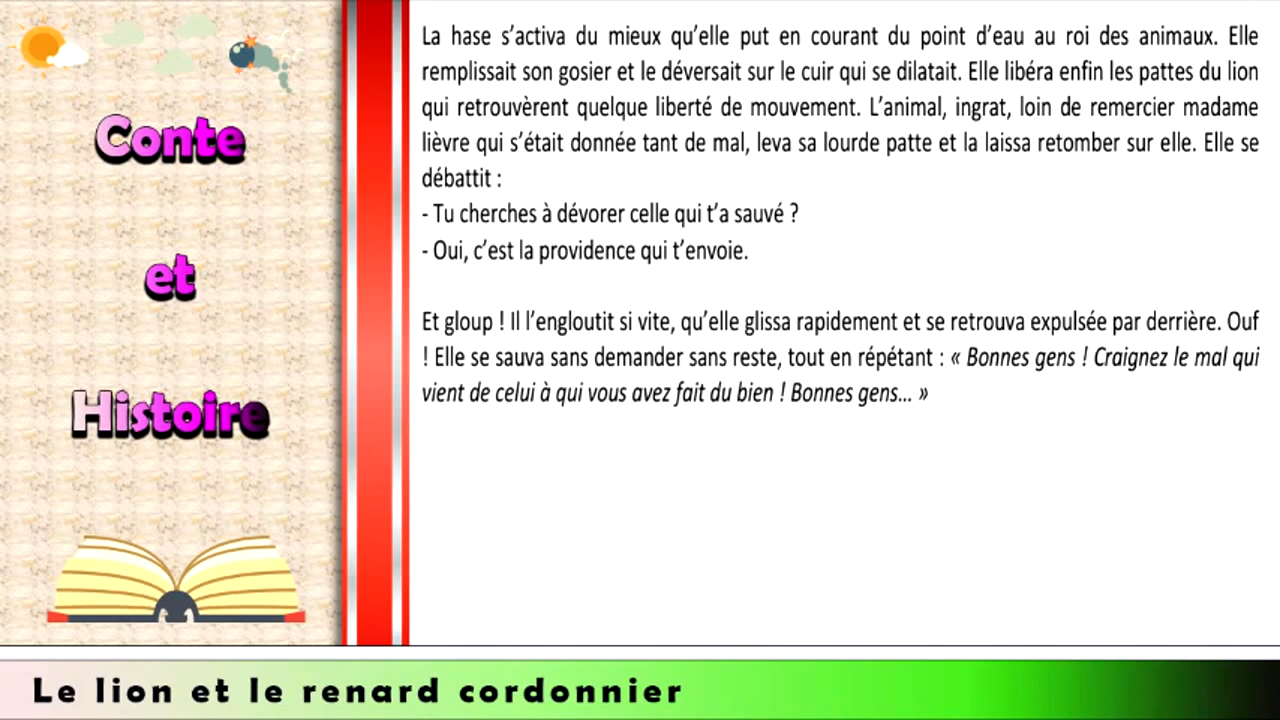 Conte
et
Histoire
La hase s’activa du mieux qu’elle put en courant du point d’eau au roi des animaux. Elle
remplissait son gosier et le déversait sur le cuir qui se dilatait. Elle libéra enfin les pattes du lion
qui retrouvèrent quelque liberté de mouvement. L’animal, ingrat, loin de remercier madame
lièvre qui s’était donnée tant de mal, leva sa lourde patte et la laissa retomber sur elle. Elle se
débattit :
- Tu cherches à dévorer celle qui t’a sauvé ?
- Oui, c’est la providence qui t’envoie.
Et gloup ! Il l’engloutit si vite, qu’elle glissa rapidement et se retrouva expulsée par derrière. Ouf
! Elle se sauva sans demander sans reste, tout en répétant : « Bonnes gens ! Craignez le mal qui
vient de celui à qui vous avez fait du bien ! Bonnes gens... »
Le lion et le renard cordonnier